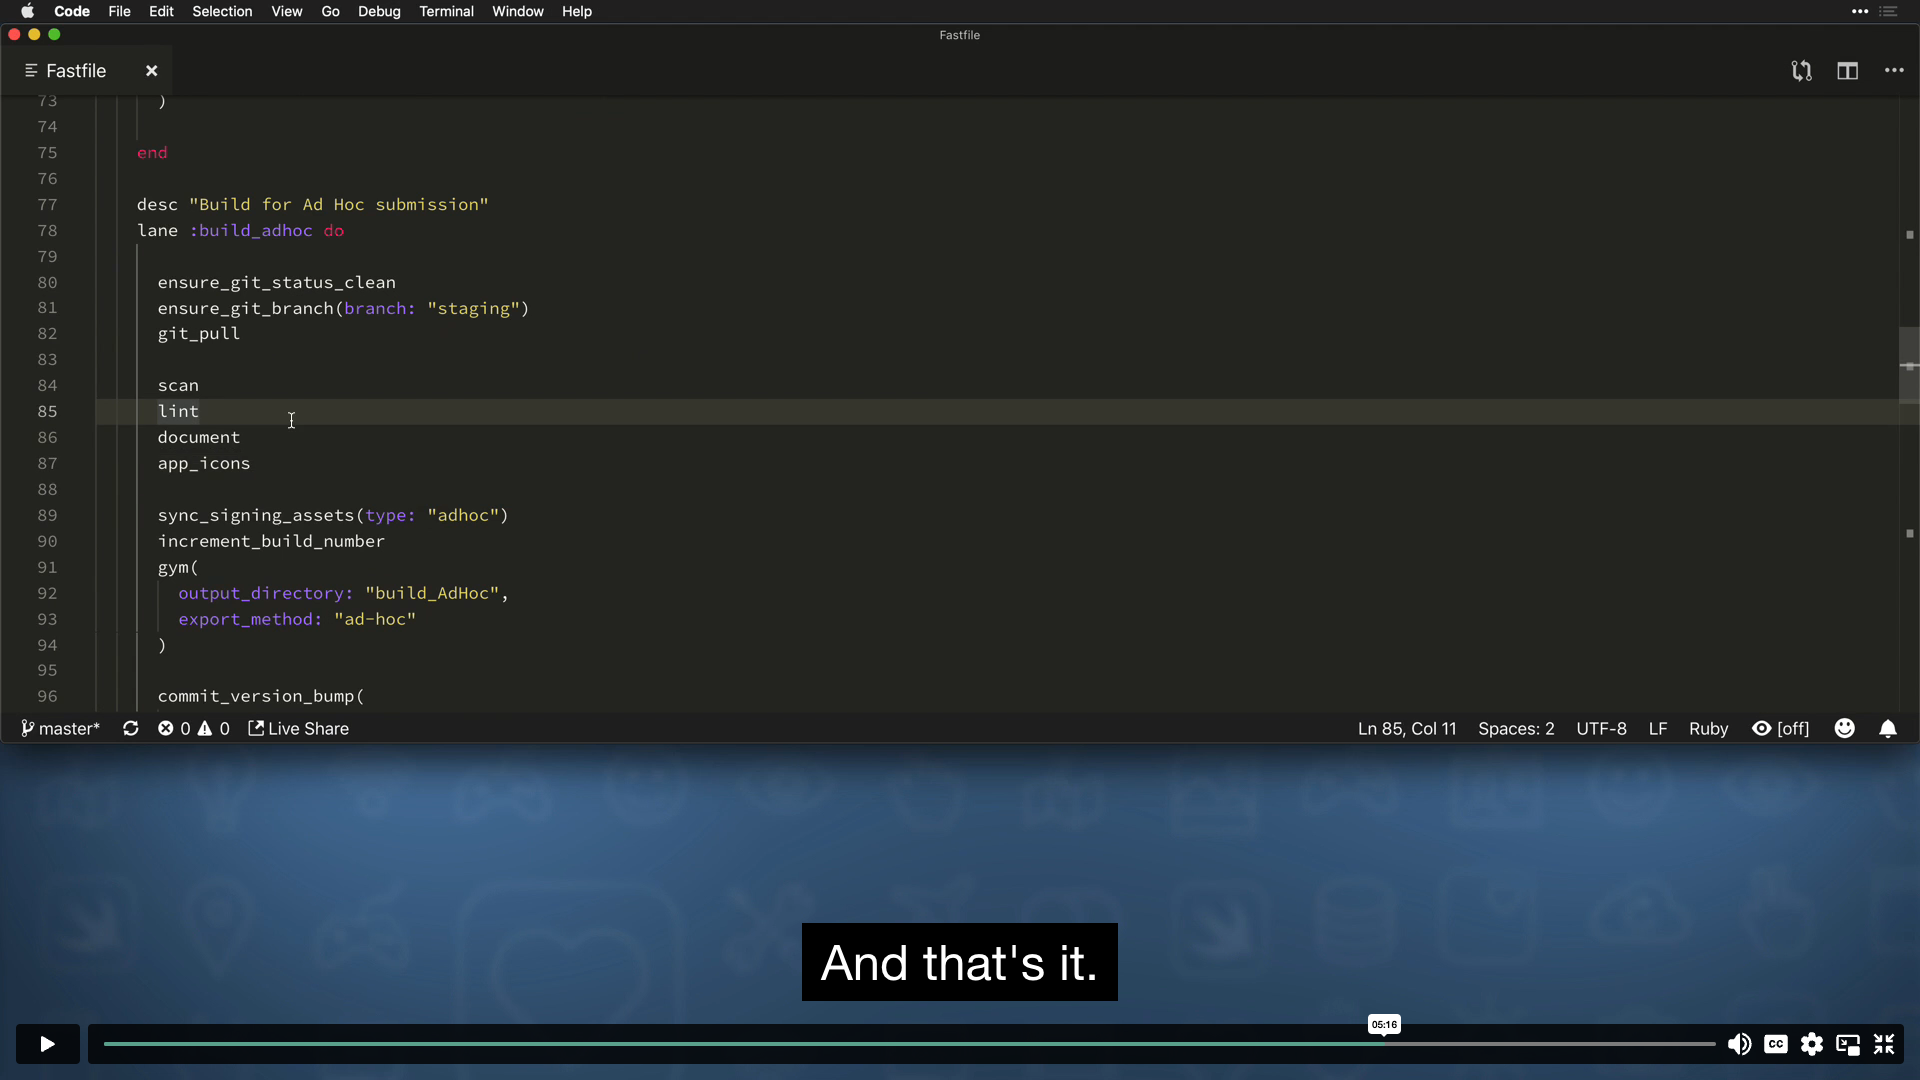 Code File Edit Selection View Go Debug Terminal Window Help
Fastfile
Fastfile
73 )
74
75 end
76
77 desc "Build for Ad Hoc submission"
78 lane :build_adhoc do
79
80 ensure_git_status_clean
81 ensure_git_branch(branch: "staging")
82 git_pull
83
84 scan
85 lint
86 document
87 app_icons
88
89 sync_signing_assets(type: "adhoc")
90 increment_build_number
91 gym(
92 output_directory: "build_AdHoc",
93 export_method: "ad-hoc"
94 )
95
96 commit_version_bump(
master* 0 0 Live Share Ln 85, Col 11 Spaces: 2 UTF-8 LF Ruby [off]
And that's it.
05:16
CC